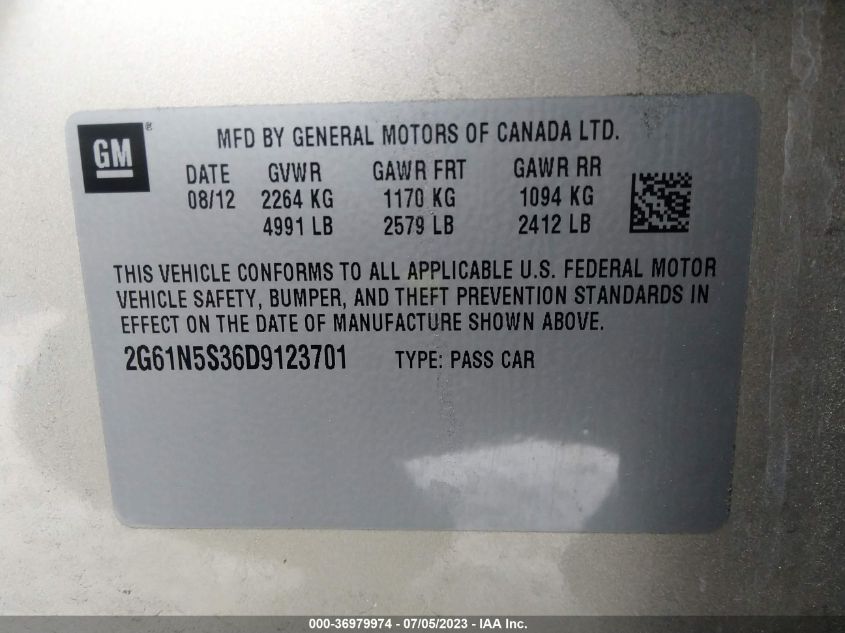 GM ®
MFD BY GENERAL MOTORS OF CANADA LTD.
DATE GVWR GAWR FRT GAWR RR
08/12 2264 KG 1170 KG 1094 KG
4991 LB 2579 LB 2412 LB
THIS VEHICLE CONFORMS TO ALL APPLICABLE U.S. FEDERAL MOTOR
VEHICLE SAFETY, BUMPER, AND THEFT PREVENTION STANDARDS IN
EFFECT ON THE DATE OF MANUFACTURE SHOWN ABOVE.
2G61N5S36D9123701 TYPE: PASS CAR
000-36979974 - 07/05/2023 - IAA Inc.